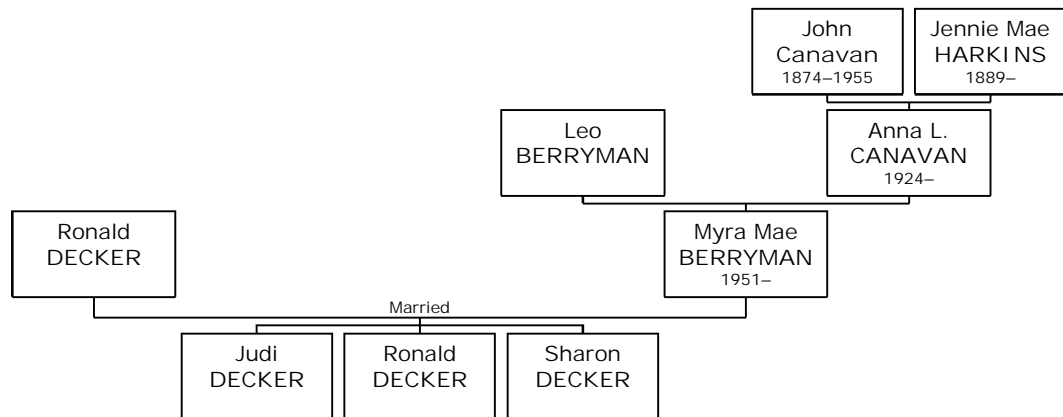 John
Canavan
1874–1955
Jennie Mae
HARKINS
1889–
Leo
BERRYMAN
Anna L.
CANAVAN
1924–
Ronald
DECKER
Myra Mae
BERRYMAN
1951–
Married
Judi
DECKER
Ronald
DECKER
Sharon
DECKER